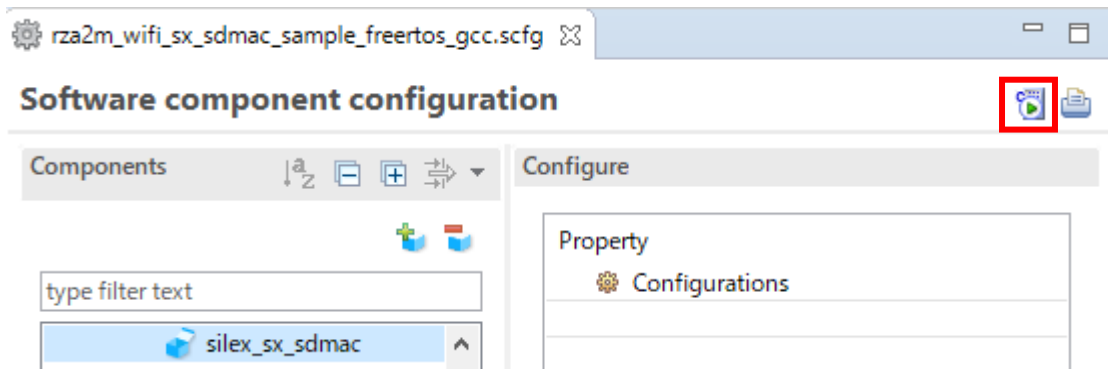 rza2m_wifi_sx_sdmac_sample_freertos_gcc.scfg
Software component configuration
Components
Configure
type filter text
silex_sx_sdmac
Property
Configurations